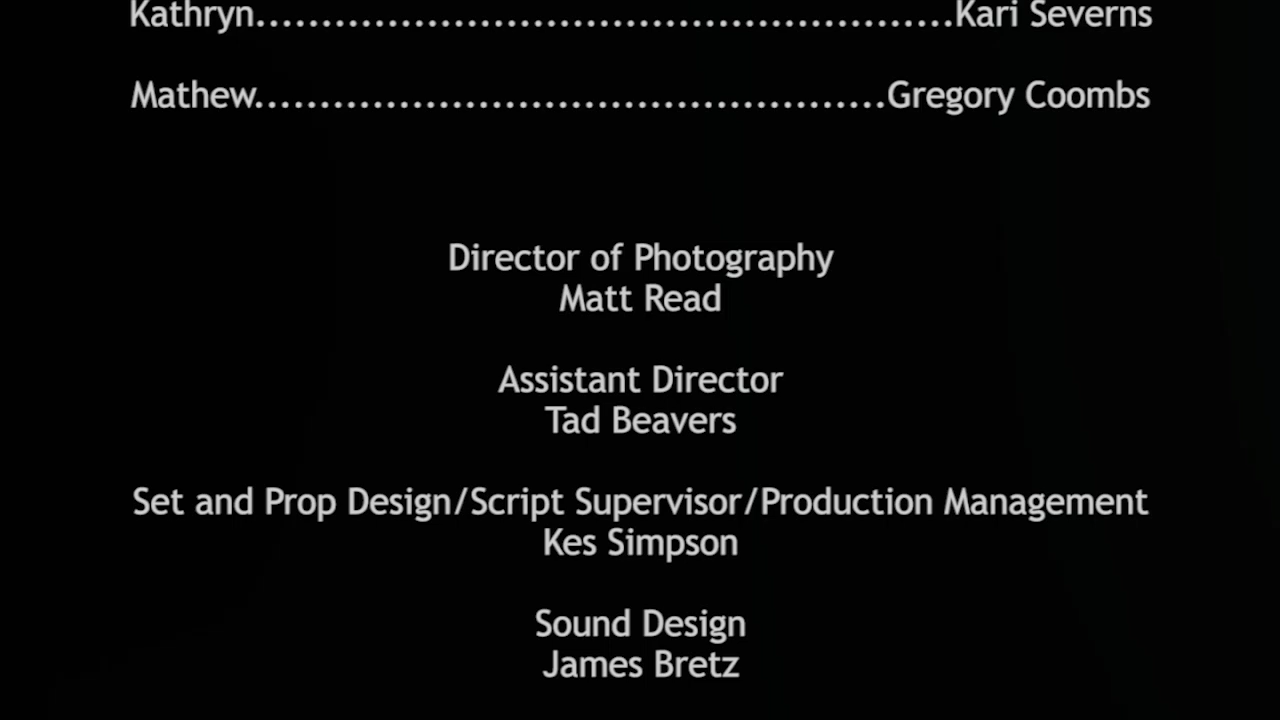 Kathryn.....................................................Kari Severns
Mathew................................................Gregory Coombs
Director of Photography
Matt Read
Assistant Director
Tad Beavers
Set and Prop Design/Script Supervisor/Production Management
Kes Simpson
Sound Design
James Bretz